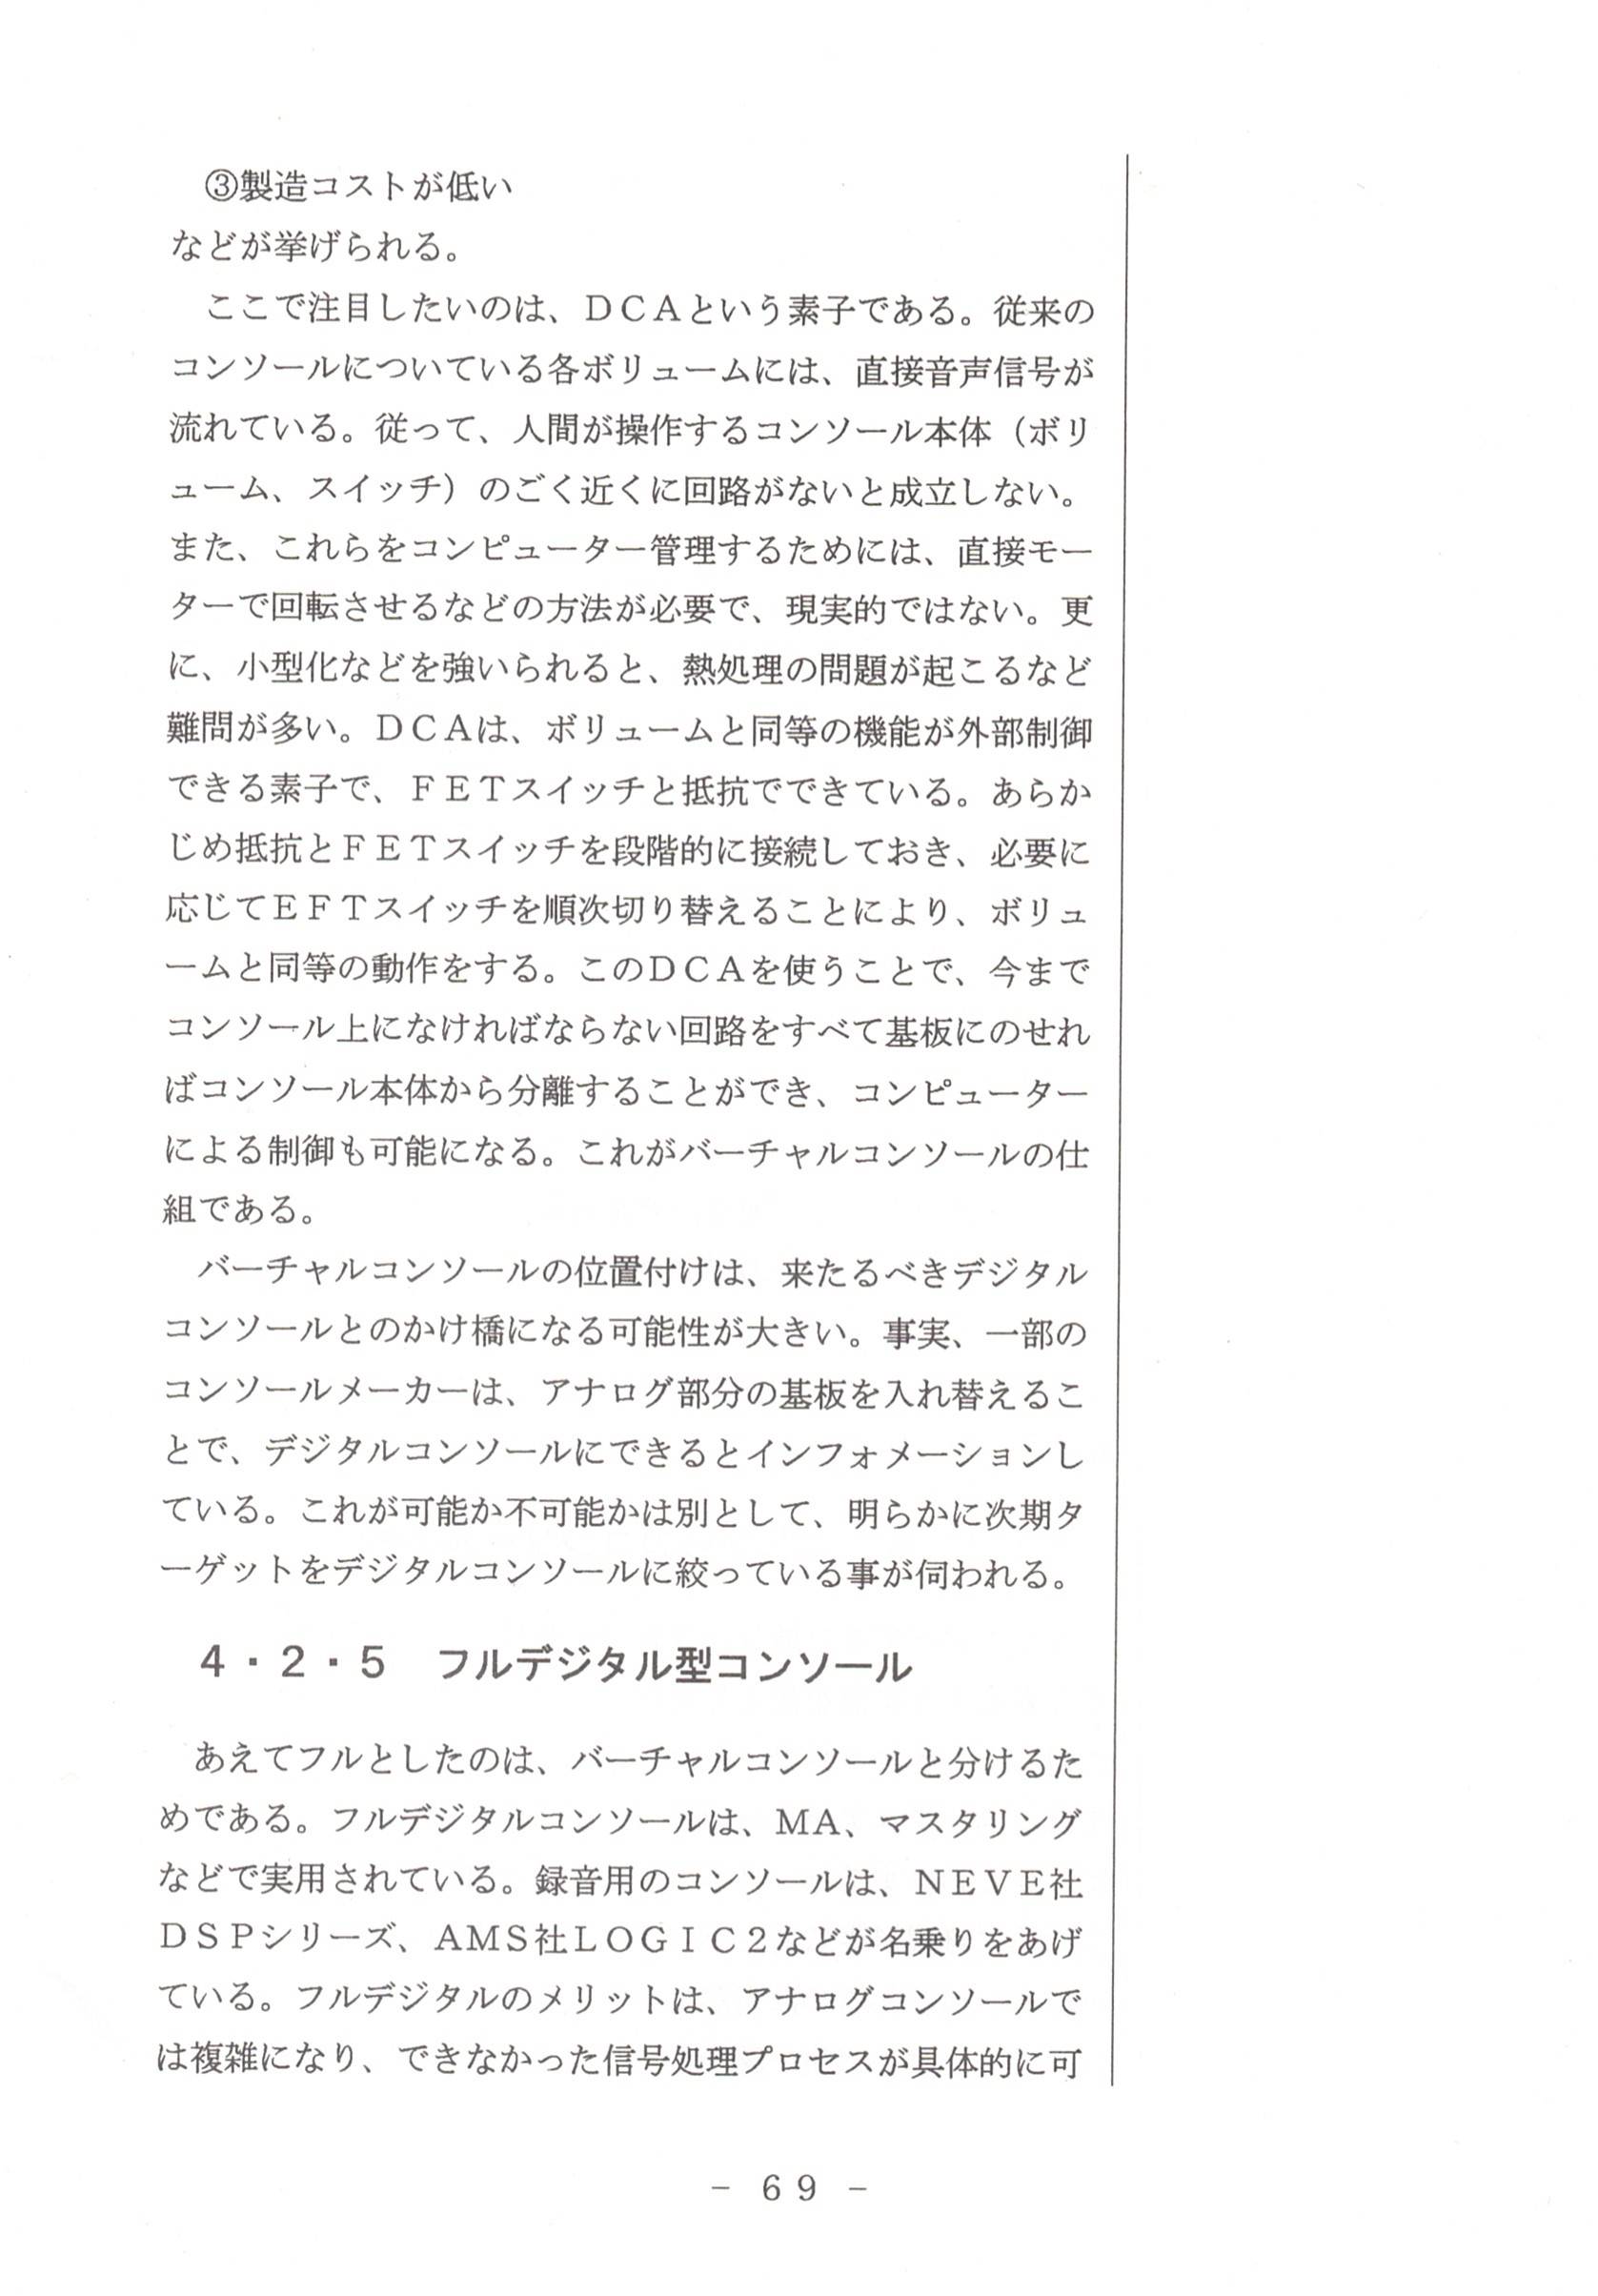 ③製造コストが低い
などが挙げられる。
ここで注目したいのは、ＤＣＡという素子である。従来の
コンソールについている各ボリュームには、直接音声信号が
流れている。従って、人間が操作するコンソール本体（ボリ
ューム、スイッチ）のごく近くに回路がないと成立しない。
また、これらをコンピューター管理するためには、直接モー
ターで回転させるなどの方法が必要で、現実的ではない。更
に、小型化などを強いられると、熱処理の問題が起こるなど
難問が多い。ＤＣＡは、ボリュームと同等の機能が外部制御
できる素子で、ＦＥＴスイッチと抵抗でできている。あらか
じめ抵抗とＦＥＴスイッチを段階的に接続しておき、必要に
応じてＥＦＴスイッチを順次切り替えることにより、ボリュ
ームと同等の動作をする。このＤＣＡを使うことで、今まで
コンソール上になければならない回路をすべて基板にのせれ
ばコンソール本体から分離することができ、コンピューター
による制御も可能になる。これがバーチャルコンソールの仕
組である。
バーチャルコンソールの位置付けは、来たるべきデジタル
コンソールとのかけ橋になる可能性が大きい。事実、一部の
コンソールメーカーは、アナログ部分の基板を入れ替えるこ
とで、デジタルコンソールにできるとインフォメーションし
ている。これが可能か不可能かは別として、明らかに次期タ
ーゲットをデジタルコンソールに絞っている事が伺われる。
４・２・５　フルデジタル型コンソール
あえてフルとしたのは、バーチャルコンソールと分けるた
めである。フルデジタルコンソールは、MA、マスタリング
などで実用されている。録音用のコンソールは、ＮＥＶＥ社
ＤＳＰシリーズ、AMS社ＬＯＧＩＣ２などが名乗りをあげ
ている。フルデジタルのメリットは、アナログコンソールで
は複雑になり、できなかった信号処理プロセスが具体的に可
－ 69 －